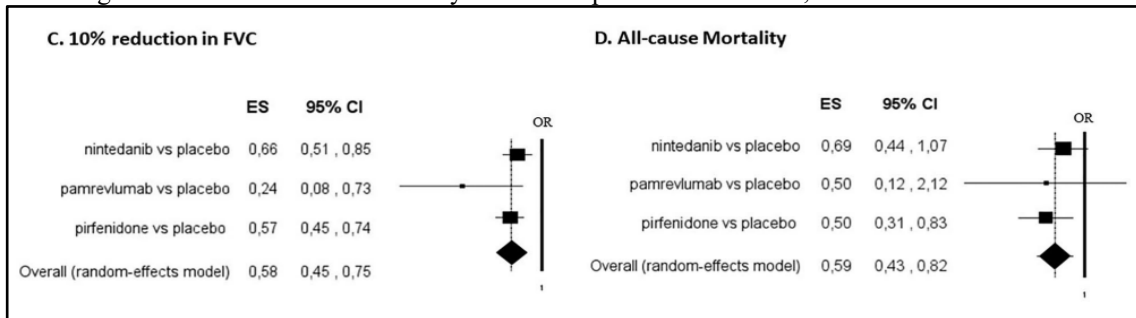 C. 10% reduction in FVC
ES 95% CI
OR
nintedanib vs placebo 0,66 0,51 , 0,85
pamrevlumab vs placebo 0,24 0,08 , 0,73
pirfenidone vs placebo 0,57 0,45 , 0,74
Overall (random-effects model) 0,58 0,45 , 0,75
1
D. All-cause Mortality
ES 95% CI
OR
nintedanib vs placebo 0,69 0,44 , 1,07
pamrevlumab vs placebo 0,50 0,12 , 2,12
pirfenidone vs placebo 0,50 0,31 , 0,83
Overall (random-effects model) 0,59 0,43 , 0,82
1